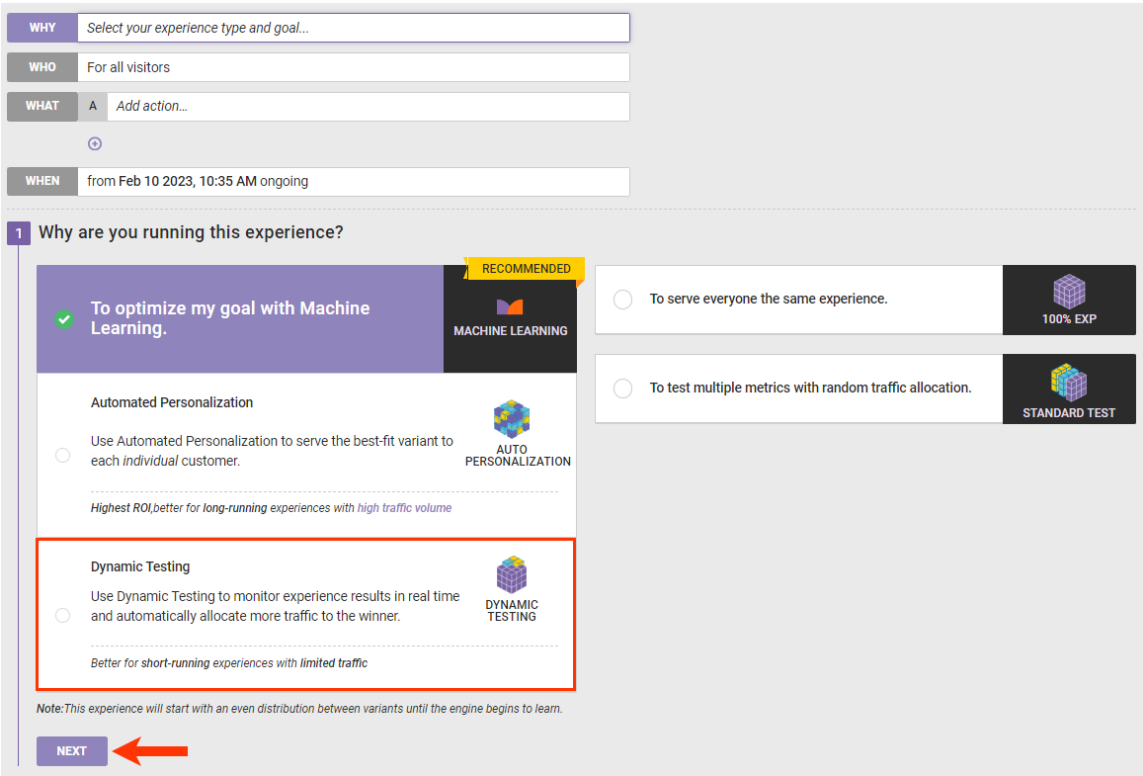 WHY Select your experience type and goal...
WHO For all visitors
WHAT A Add action...
WHEN from Feb 10 2023, 10:35 AM ongoing
1 Why are you running this experience?
RECOMMENDED
To optimize my goal with Machine
Learning.
MACHINE LEARNING
Automated Personalization
Use Automated Personalization to serve the best-fit variant to
each individual customer.
AUTO
PERSONALIZATION
Highest ROI,better for long-running experiences with high traffic volume
Dynamic Testing
Use Dynamic Testing to monitor experience results in real time
and automatically allocate more traffic to the winner.
DYNAMIC
TESTING
Better for short-running experiences with limited traffic
Note:This experience will start with an even distribution between variants until the engine begins to learn.
NEXT
To serve everyone the same experience.
100% EXP
To test multiple metrics with random traffic allocation.
STANDARD TEST